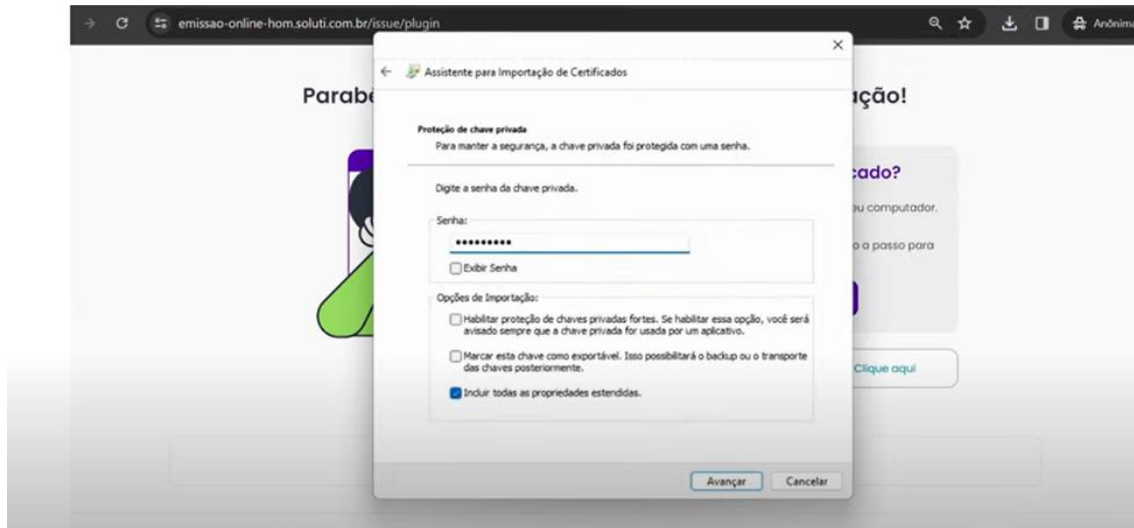 emissao-online-hom.soluti.com.br/issue/plugin
Anônima
Assistente para Importação de Certificados
Parabé
ação!
Proteção de chave privada
Para manter a segurança, a chave privada foi protegida com uma senha.
cado?
Digite a senha da chave privada.
eu computador.
Senha:
o a passo para
Exibir Senha
Opções de Importação:
Habilitar proteção de chaves privadas fortes. Se habilitar essa opção, você será
avisado sempre que a chave privada for usada por um aplicativo.
Marcar esta chave como exportável. Isso possibilitará o backup ou o transporte
das chaves posteriormente.
Clique aqui
Incluir todas as propriedades estendidas.
Avançar
Cancelar